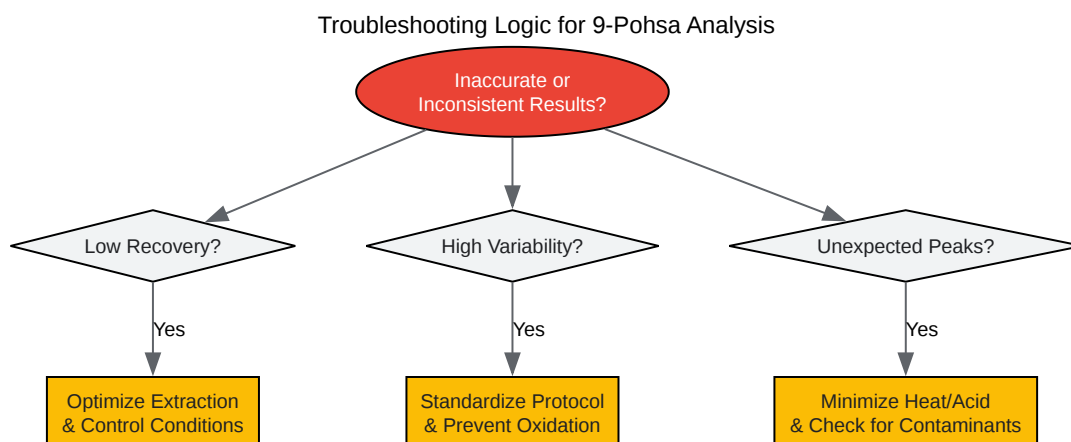 Troubleshooting Logic for 9-Pohsa Analysis
Inaccurate or
Inconsistent Results?
Low Recovery?
High Variability?
Unexpected Peaks?
Yes
Yes
Yes
Optimize Extraction
& Control Conditions
Standardize Protocol
& Prevent Oxidation
Minimize Heat/Acid
& Check for Contaminants